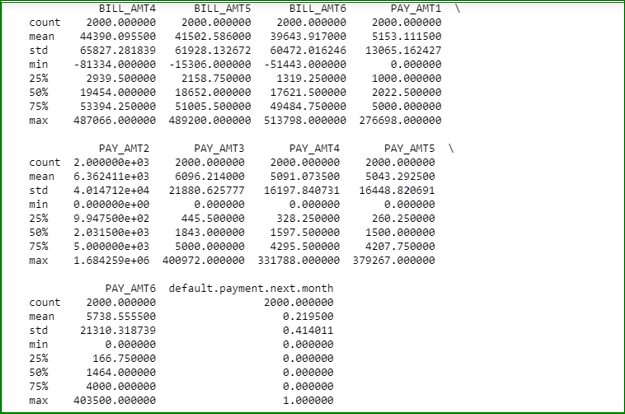 BILL_AMT4 BILL_AMT5 BILL_AMT6 PAY_AMT1 \
count 2000.000000 2000.000000 2000.000000 2000.000000
mean 44390.095500 41502.586000 39643.917000 5153.111500
std 65827.281839 61928.132672 60472.016246 13065.162427
min -81334.000000 -15306.000000 -51443.000000 0.000000
25% 2939.500000 2158.750000 1319.250000 1000.000000
50% 19454.000000 18652.000000 17621.500000 2022.500000
75% 53394.250000 51005.500000 49484.750000 5000.000000
max 487066.000000 489200.000000 513798.000000 276698.000000
PAY_AMT2 PAY_AMT3 PAY_AMT4 PAY_AMT5 \
count 2.000000e+03 2000.000000 2000.000000 2000.000000
mean 6.362411e+03 6096.214000 5091.073500 5043.292500
std 4.014712e+04 21880.625777 16197.840731 16448.820691
min 0.000000e+00 0.000000 0.000000 0.000000
25% 9.947500e+02 445.500000 328.250000 260.250000
50% 2.031500e+03 1843.000000 1597.500000 1500.000000
75% 5.000000e+03 5000.000000 4295.500000 4207.750000
max 1.684259e+06 400972.000000 331788.000000 379267.000000
PAY_AMT6 default.payment.next.month
count 2000.000000 2000.000000
mean 5738.555500 0.219500
std 21310.318739 0.414011
min 0.000000 0.000000
25% 166.750000 0.000000
50% 1464.000000 0.000000
75% 4000.000000 0.000000
max 403500.000000 1.000000